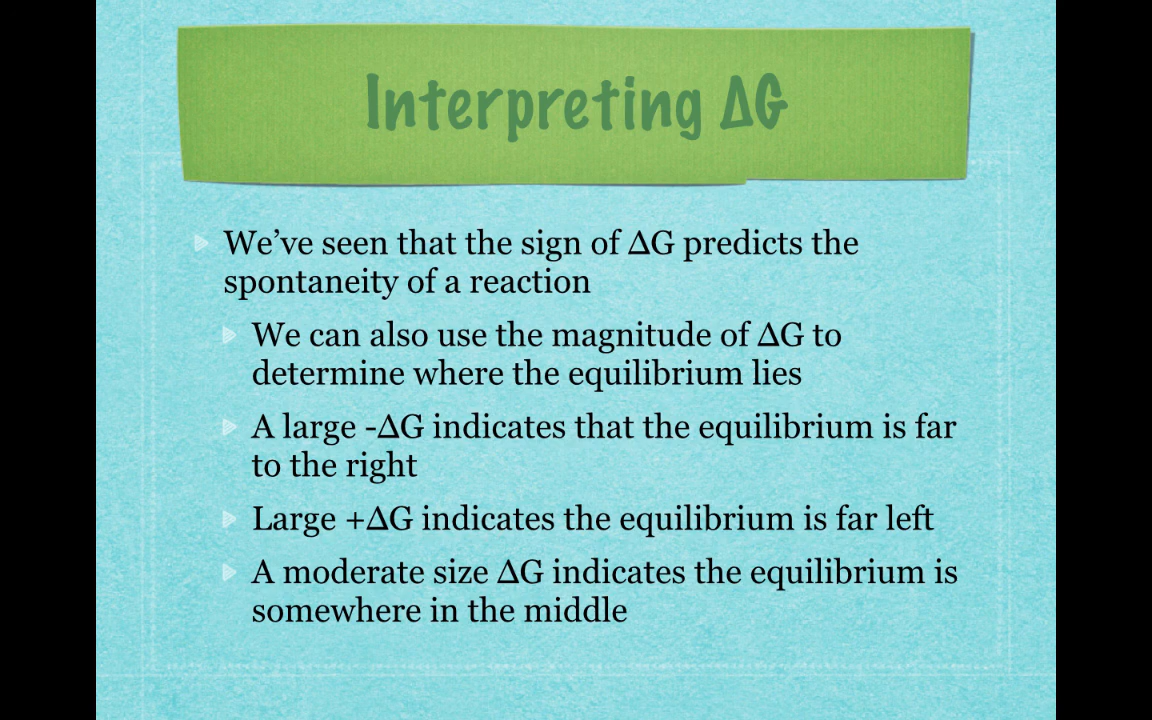 Interpreting ΔG
We’ve seen that the sign of ΔG predicts the
spontaneity of a reaction
We can also use the magnitude of ΔG to
determine where the equilibrium lies
A large -ΔG indicates that the equilibrium is far
to the right
Large +ΔG indicates the equilibrium is far left
A moderate size ΔG indicates the equilibrium is
somewhere in the middle